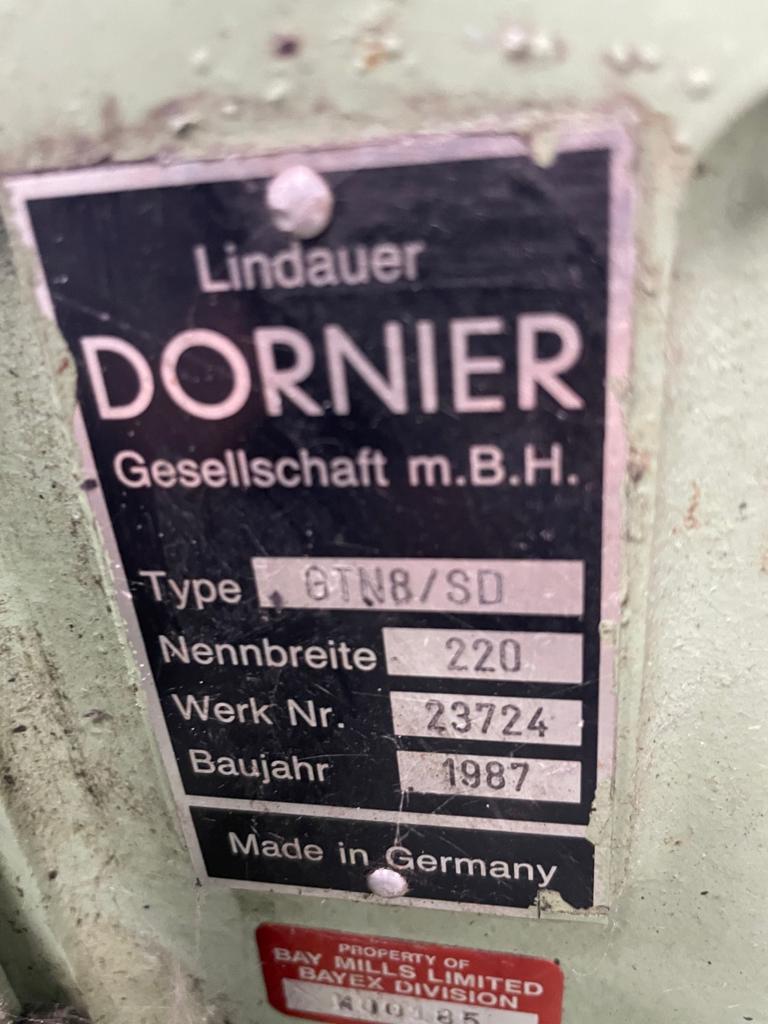 Lindauer
DORNIER
Gesellschaft m.B.H.
Type GTN8/SD
Nennbreite 220
Werk Nr. 23724
Baujahr 1987
Made in Germany
PROPERTY OF
BAY MILLS LIMITED
BAYEX DIVISION